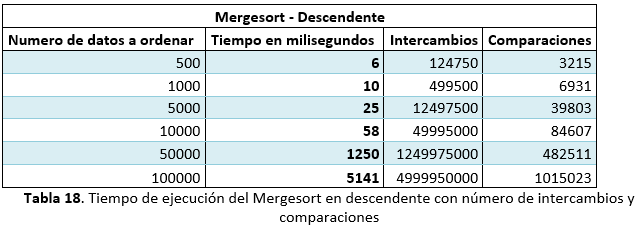 Mergesort - Descendente
Numero de datos a ordenar Tiempo en milisegundos Intercambios Comparaciones
500 6 124750 3215
1000 10 499500 6931
5000 25 12497500 39803
10000 58 49995000 84607
50000 1250 1249975000 482511
100000 5141 4999950000 1015023
Tabla 18. Tiempo de ejecución del Mergesort en descendente con número de intercambios y
comparaciones